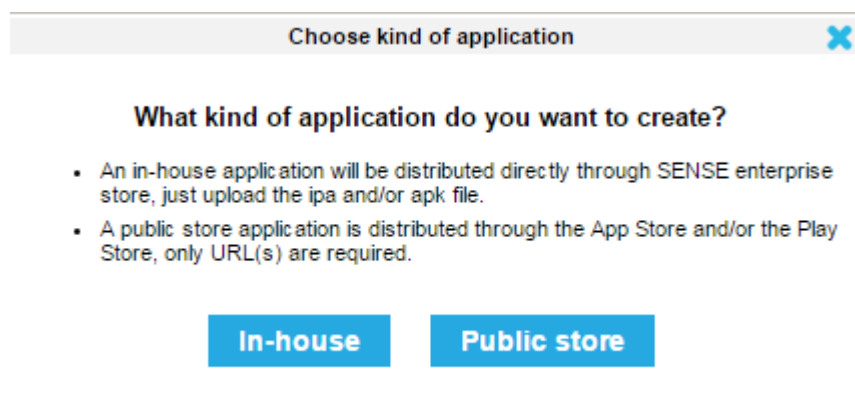 Choose kind of application
What kind of application do you want to create?
• An in-house application will be distributed directly through SENSE enterprise
store, just upload the ipa and/or apk file.
• A public store application is distributed through the App Store and/or the Play
Store, only URL(s) are required.
In-house
Public store